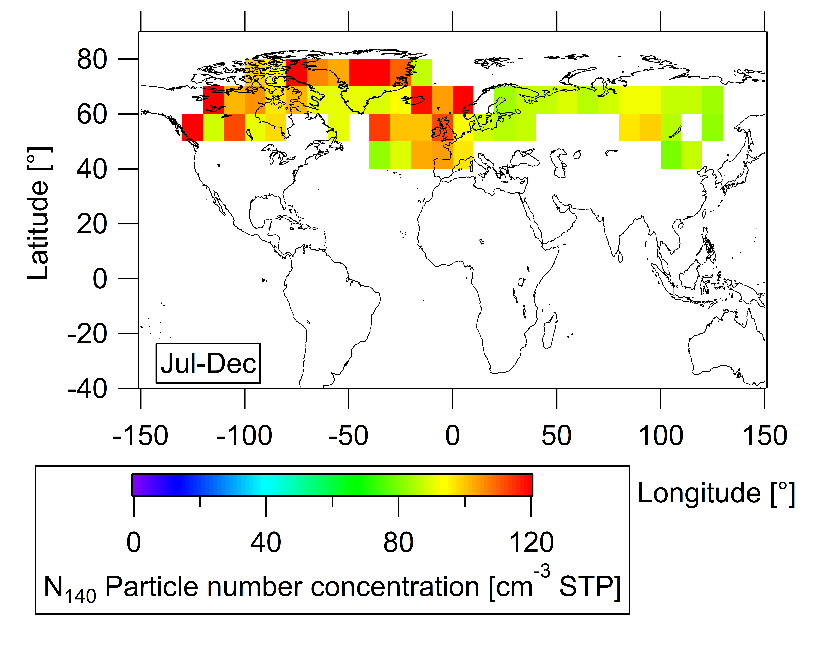 80
60
40
20
0
-20
-40
Latitude [°]
Jul-Dec
-150 -100 -50 0 50 100 150
Longitude [°]
0 40 80 120
N₁₄₀ Particle number concentration [cm⁻³ STP]